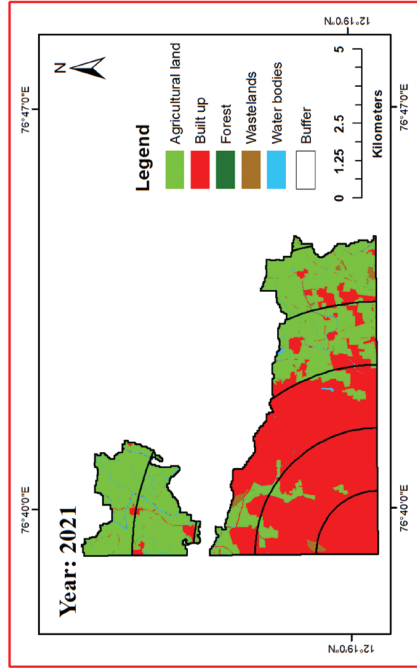 Year: 2021
N
76°40'0"E
76°47'0"E
12°19'0"N
12°19'0"N
Legend
Agricultural land
Built up
Forest
Wastelands
Water bodies
Buffer
0 1.25 2.5 5
Kilometers
76°40'0"E
76°47'0"E